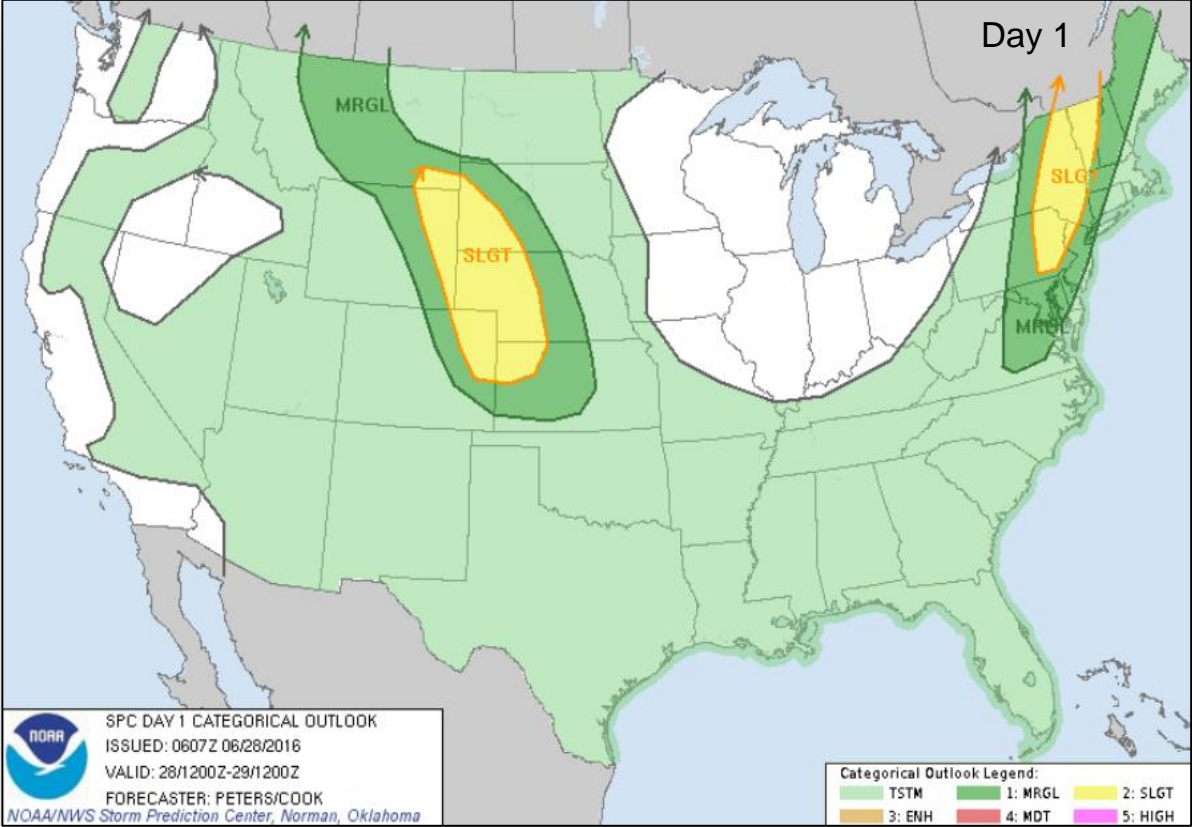 Day 1
MRGL
SLGT
SLGT
MRGL
NOAA
SPC DAY 1 CATEGORICAL OUTLOOK
ISSUED: 0607Z 06/28/2016
VALID: 28/1200Z-29/1200Z
FORECASTER: PETERS/COOK
NOAA/NWS Storm Prediction Center, Norman, Oklahoma
Categorical Outlook Legend:
TSTM 1: MRGL 2: SLGT
3: ENH 4: MDT 5: HIGH